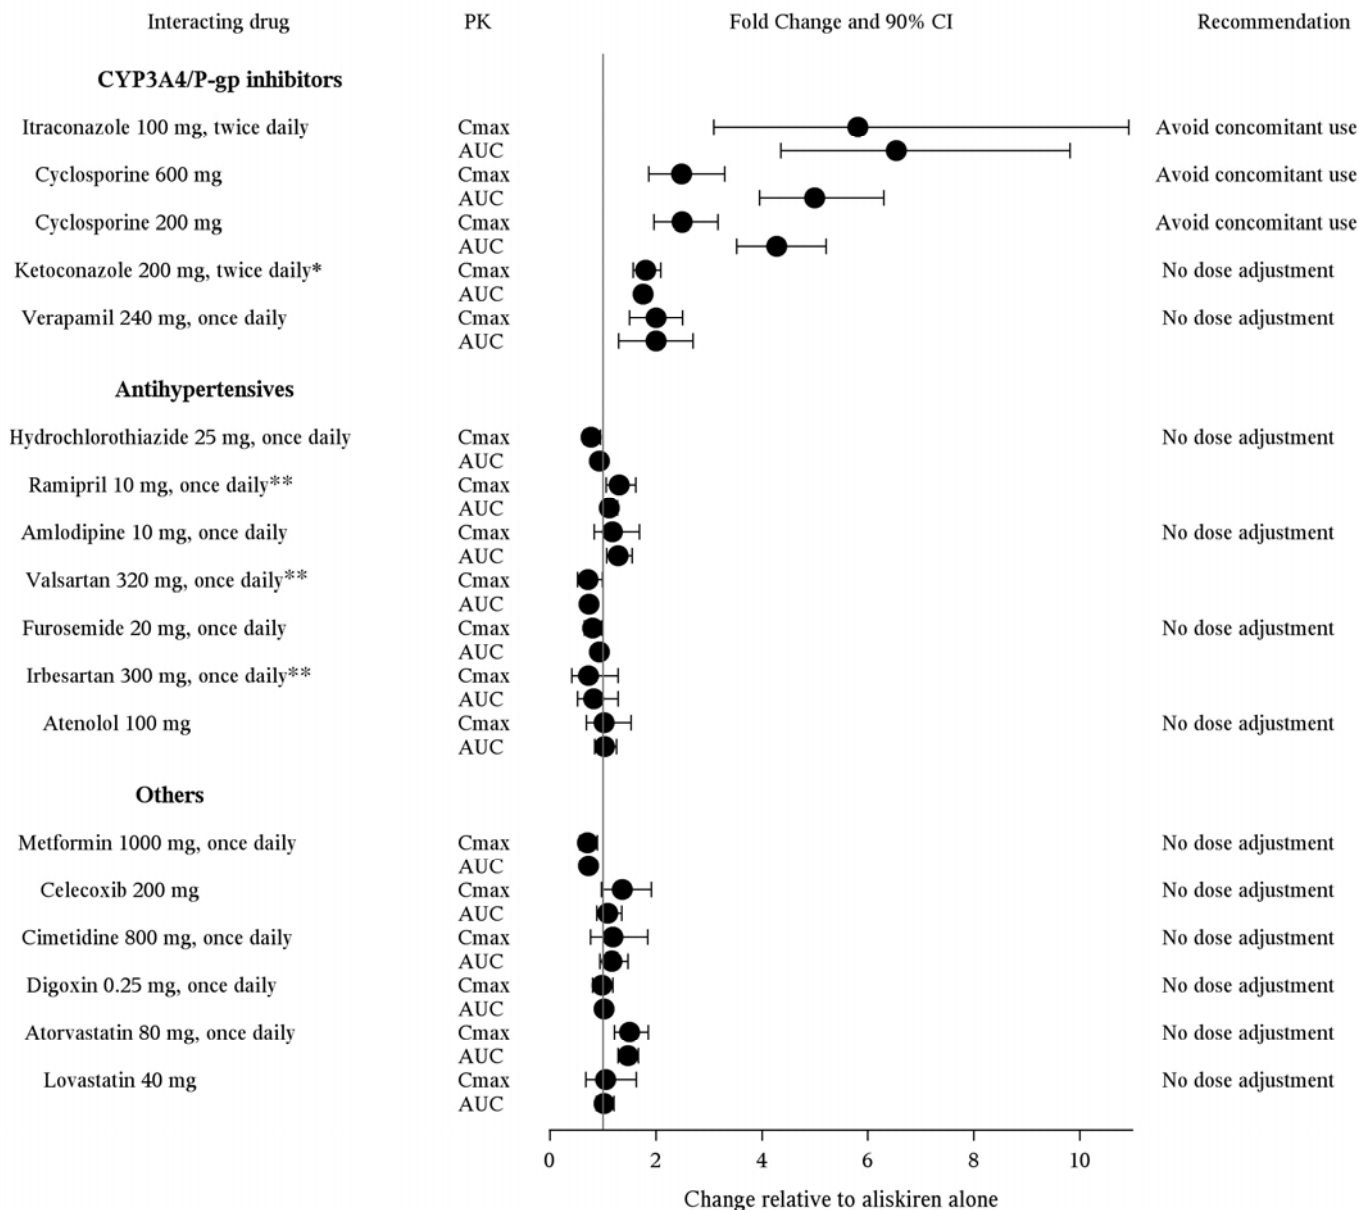 Interacting drug PK Fold Change and 90% CI Recommendation
CYP3A4/P-gp inhibitors
Itraconazole 100 mg, twice daily Cmax Avoid concomitant use
AUC
Cyclosporine 600 mg Cmax Avoid concomitant use
AUC
Cyclosporine 200 mg Cmax Avoid concomitant use
AUC
Ketoconazole 200 mg, twice daily* Cmax No dose adjustment
AUC
Verapamil 240 mg, once daily Cmax No dose adjustment
AUC
Antihypertensives
Hydrochlorothiazide 25 mg, once daily Cmax No dose adjustment
AUC
Ramipril 10 mg, once daily** Cmax
AUC
Amlodipine 10 mg, once daily Cmax No dose adjustment
AUC
Valsartan 320 mg, once daily** Cmax
AUC
Furosemide 20 mg, once daily Cmax No dose adjustment
AUC
Irbesartan 300 mg, once daily** Cmax
AUC
Atenolol 100 mg Cmax No dose adjustment
AUC
Others
Metformin 1000 mg, once daily Cmax No dose adjustment
AUC
Celecoxib 200 mg Cmax No dose adjustment
AUC
Cimetidine 800 mg, once daily Cmax No dose adjustment
AUC
Digoxin 0.25 mg, once daily Cmax No dose adjustment
AUC
Atorvastatin 80 mg, once daily Cmax No dose adjustment
AUC
Lovastatin 40 mg Cmax No dose adjustment
AUC
0 2 4 6 8 10
Change relative to aliskiren alone